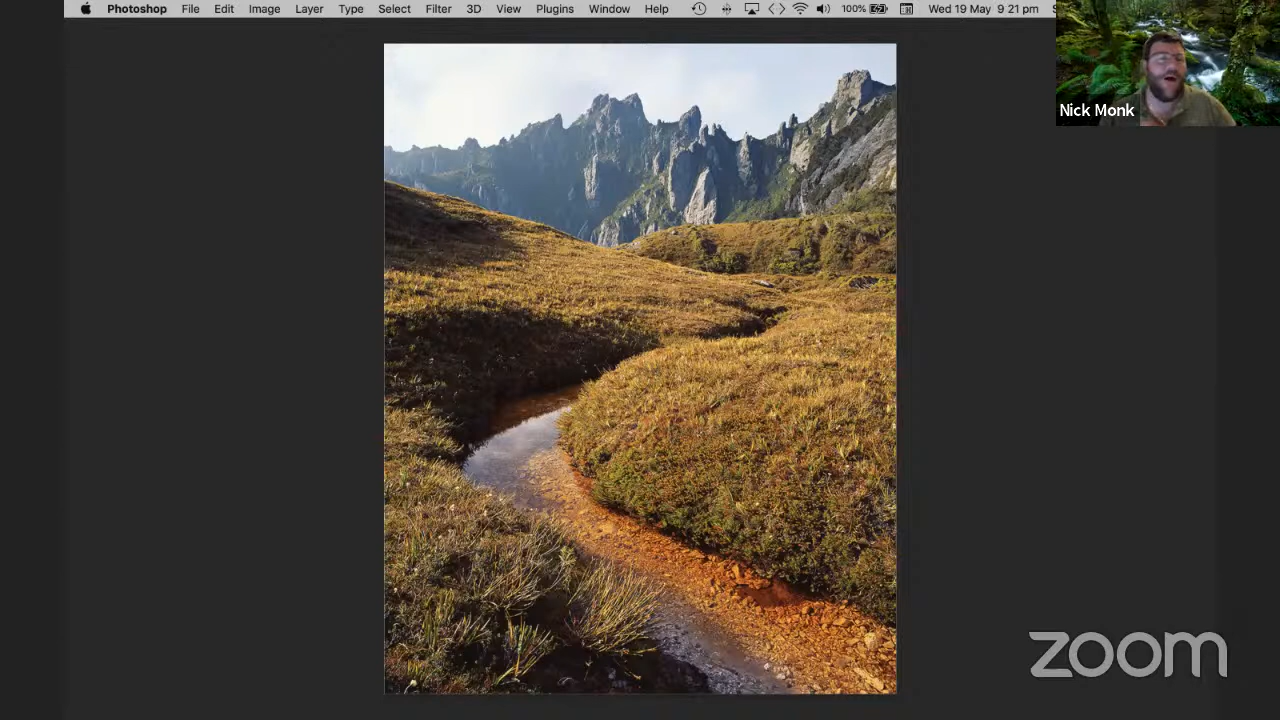 Photoshop File Edit Image Layer Type Select Filter 3D View Plugins Window Help 100% Wed 19 May 9 21 pm
Nick Monk
zoom